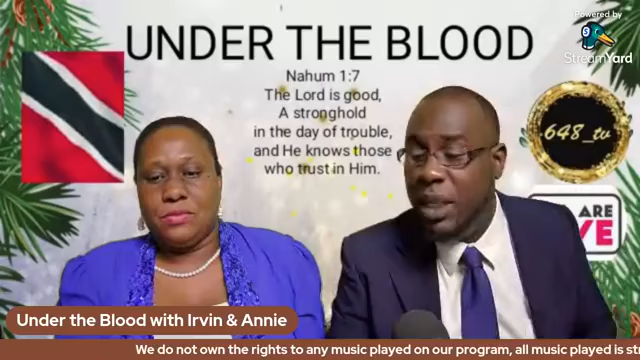 Powered by
StreamYard
UNDER THE BLOOD
Nahum 1:7
The Lord is good,
A stronghold
in the day of trouble,
and He knows those
who trust in Him.
648_tv
ARE
VE
Under the Blood with Irvin & Annie
We do not own the rights to any music played on our program, all music played is str